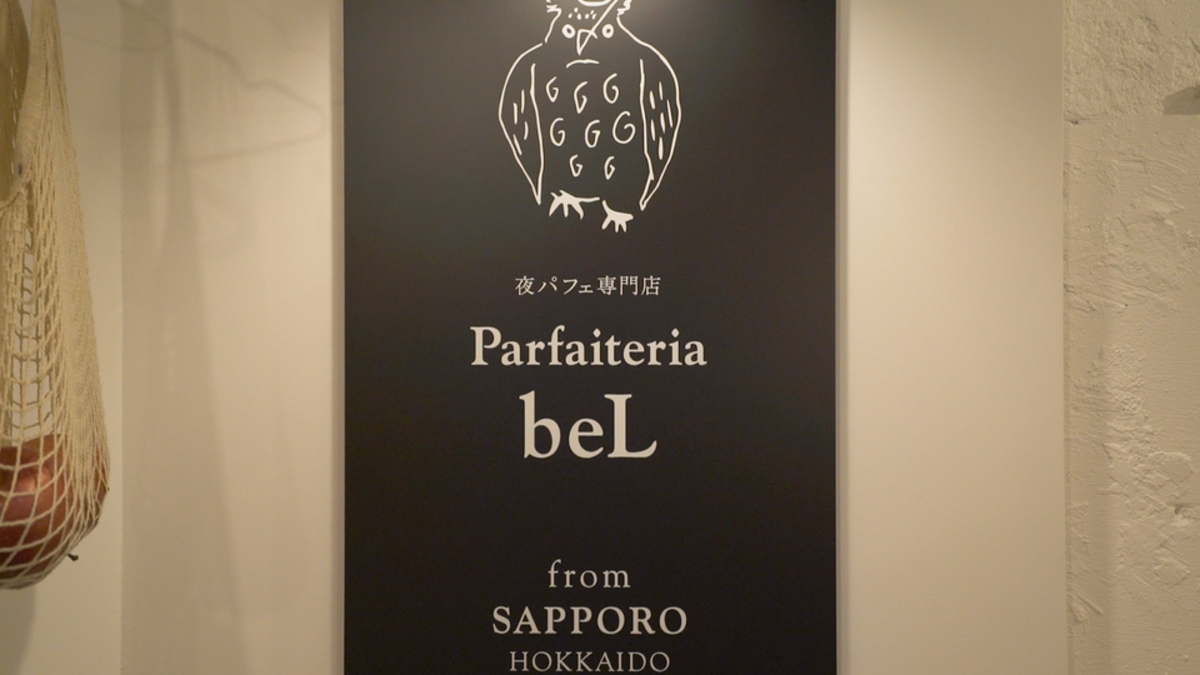 夜パフェ専門店
Parfaiteria
beL
from
SAPPORO
HOKKAIDO